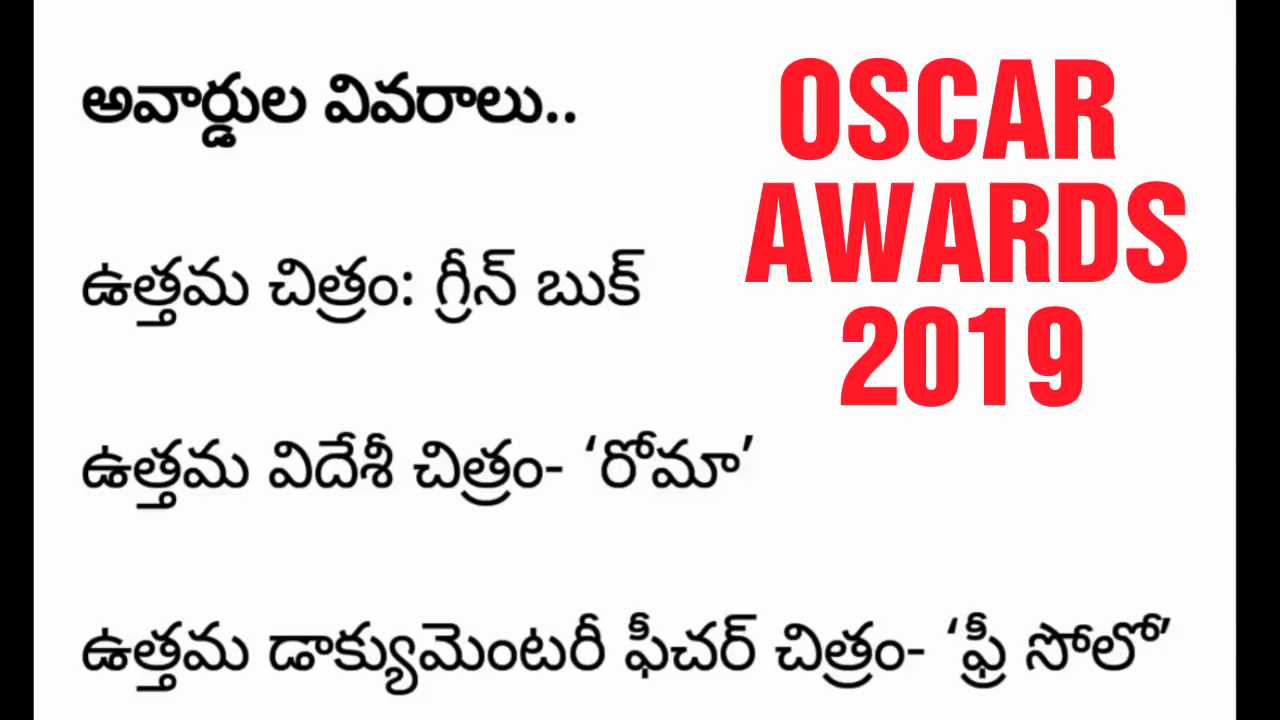 అవార్డుల వివరాలు..
OSCAR
AWARDS
2019
ఉత్తమ చిత్రం: గ్రీన్ బుక్
ఉత్తమ విదేశీ చిత్రం- ‘రోమా’
ఉత్తమ డాక్యుమెంటరీ ఫీచర్ చిత్రం- ‘ఫ్రీ సోలో’